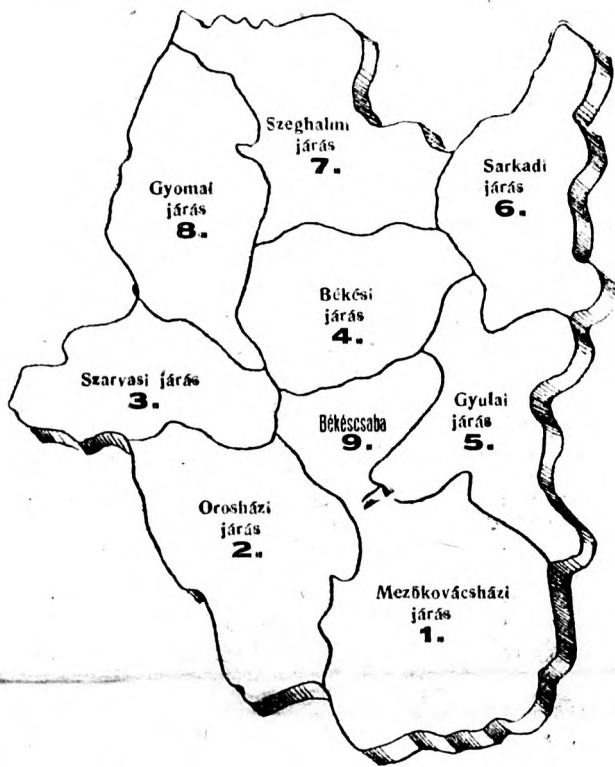 Szeghalmi
járás
7.
Sarkadi
járás
6.
Gyomai
járás
8.
Békési
járás
4.
Szarvasi járás
3.
Békéscsaba
9.
Gyulai
járás
5.
Orosházi
járás
2.
Mezőkovácsházi
járás
1.